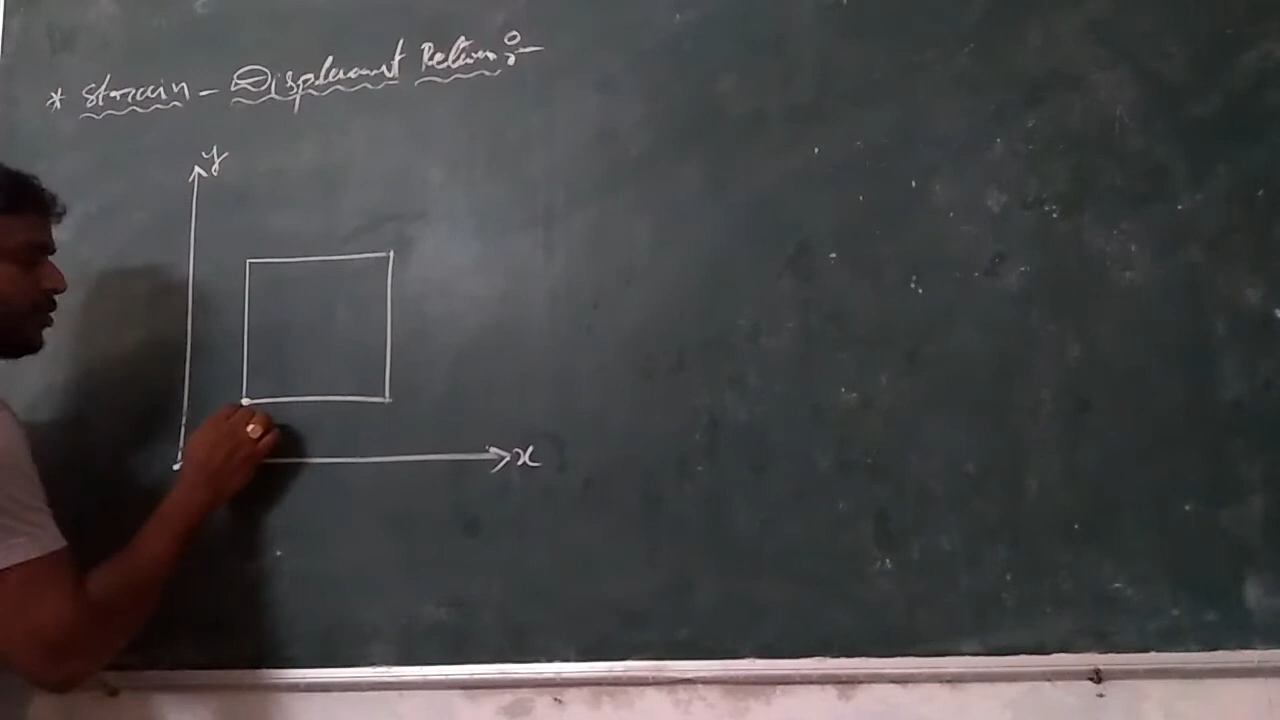 * Strain - Displacement Relation :-
y
x